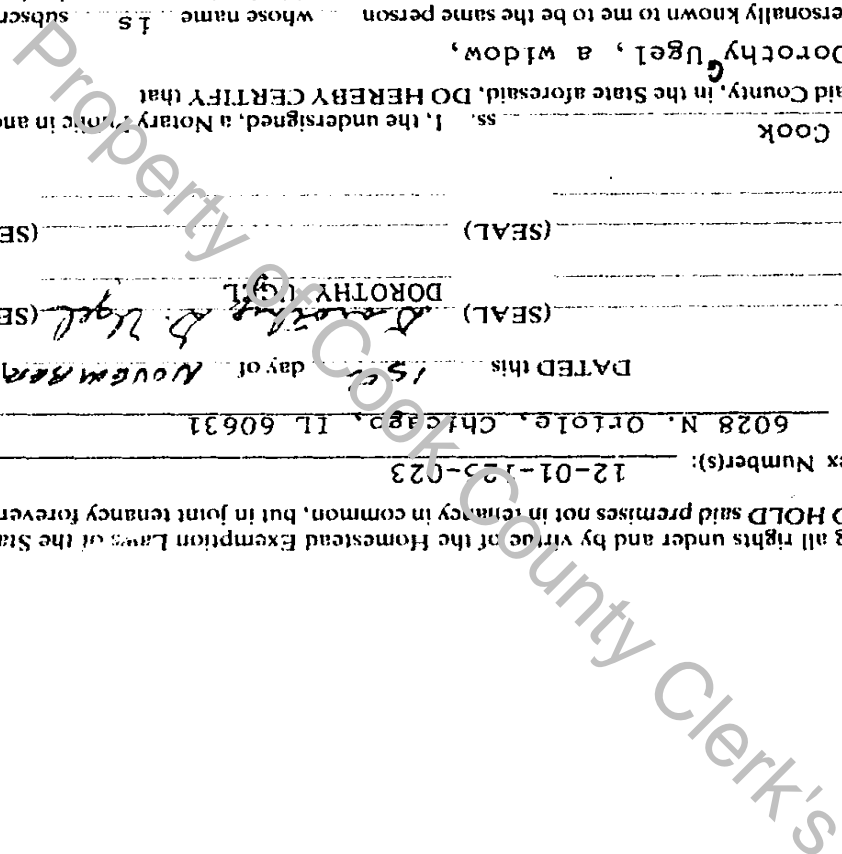 g all rights under and by virtue of the Homestead Exemption Laws of the Sta
O HOLD said premises not in tenancy in common, but in joint tenancy forever
ex Number(s): 12-01-123-023
6028 N. Oriole, Chicago, IL 60631
DATED this 1st day of NOVEMBER
(SEAL) Dorothy G. Ugel (SE
DOROTHY G UGEL
(SEAL) (SE
Cook ss. I, the undersigned, a Notary Public in and
aid County, in the State aforesaid, DO HEREBY CERTIFY that
Dorothy G Ugel, a widow,
ersonally known to me to be the same person whose name is subscr
Property of Cook County Clerk's